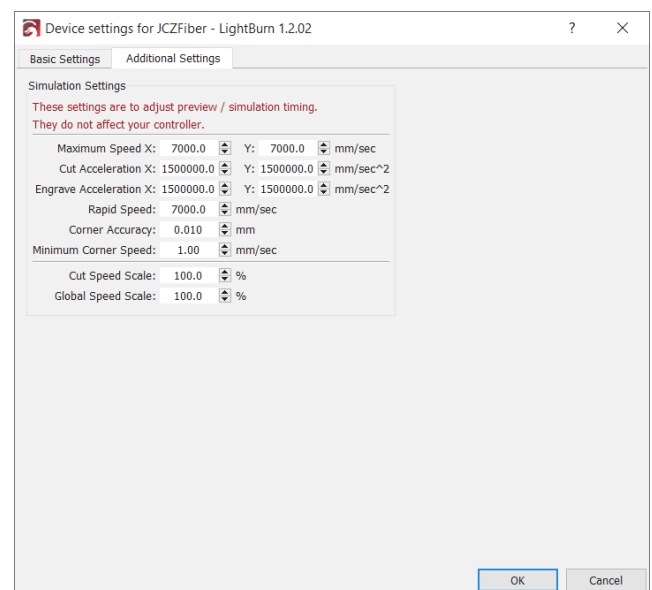 Device settings for JCZFiber - LightBurn 1.2.02 ? ×
Basic Settings Additional Settings
Simulation Settings
These settings are to adjust preview / simulation timing.
They do not affect your controller.
Maximum Speed X: 7000.0 Y: 7000.0 mm/sec
Cut Acceleration X: 1500000.0 Y: 1500000.0 mm/sec^2
Engrave Acceleration X: 1500000.0 Y: 1500000.0 mm/sec^2
Rapid Speed: 7000.0 mm/sec
Corner Accuracy: 0.010 mm
Minimum Corner Speed: 1.00 mm/sec
Cut Speed Scale: 100.0 %
Global Speed Scale: 100.0 %
OK Cancel